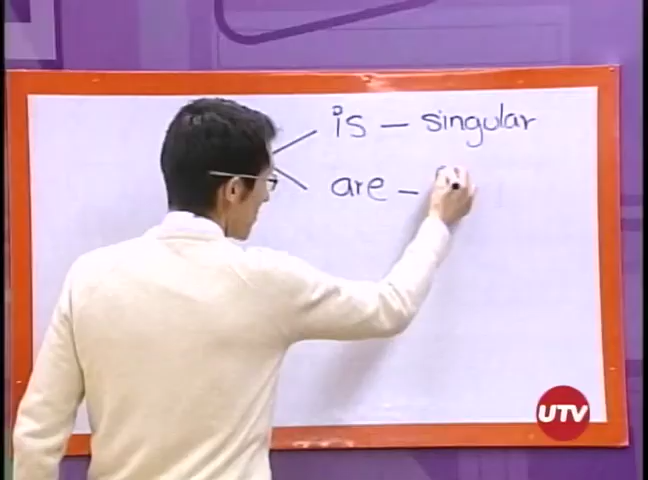 is – singular
are –
UTV